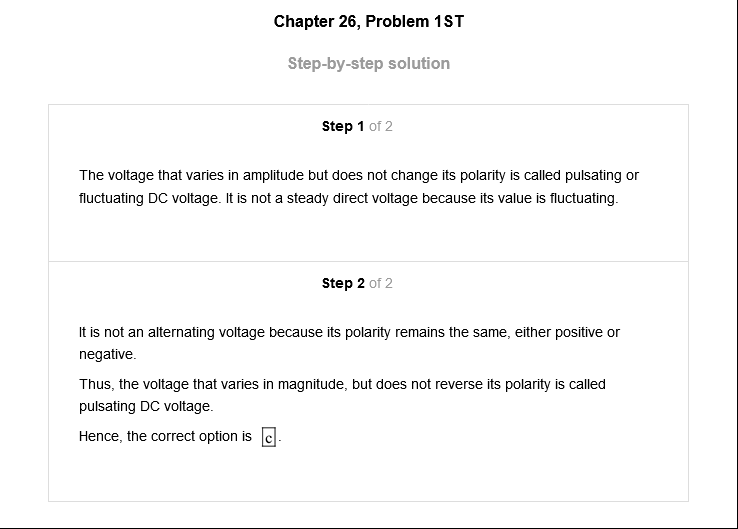 Chapter 26, Problem 1ST
Step-by-step solution
Step 1 of 2
The voltage that varies in amplitude but does not change its polarity is called pulsating or
fluctuating DC voltage. It is not a steady direct voltage because its value is fluctuating.
Step 2 of 2
It is not an alternating voltage because its polarity remains the same, either positive or
negative.
Thus, the voltage that varies in magnitude, but does not reverse its polarity is called
pulsating DC voltage.
Hence, the correct option is c.